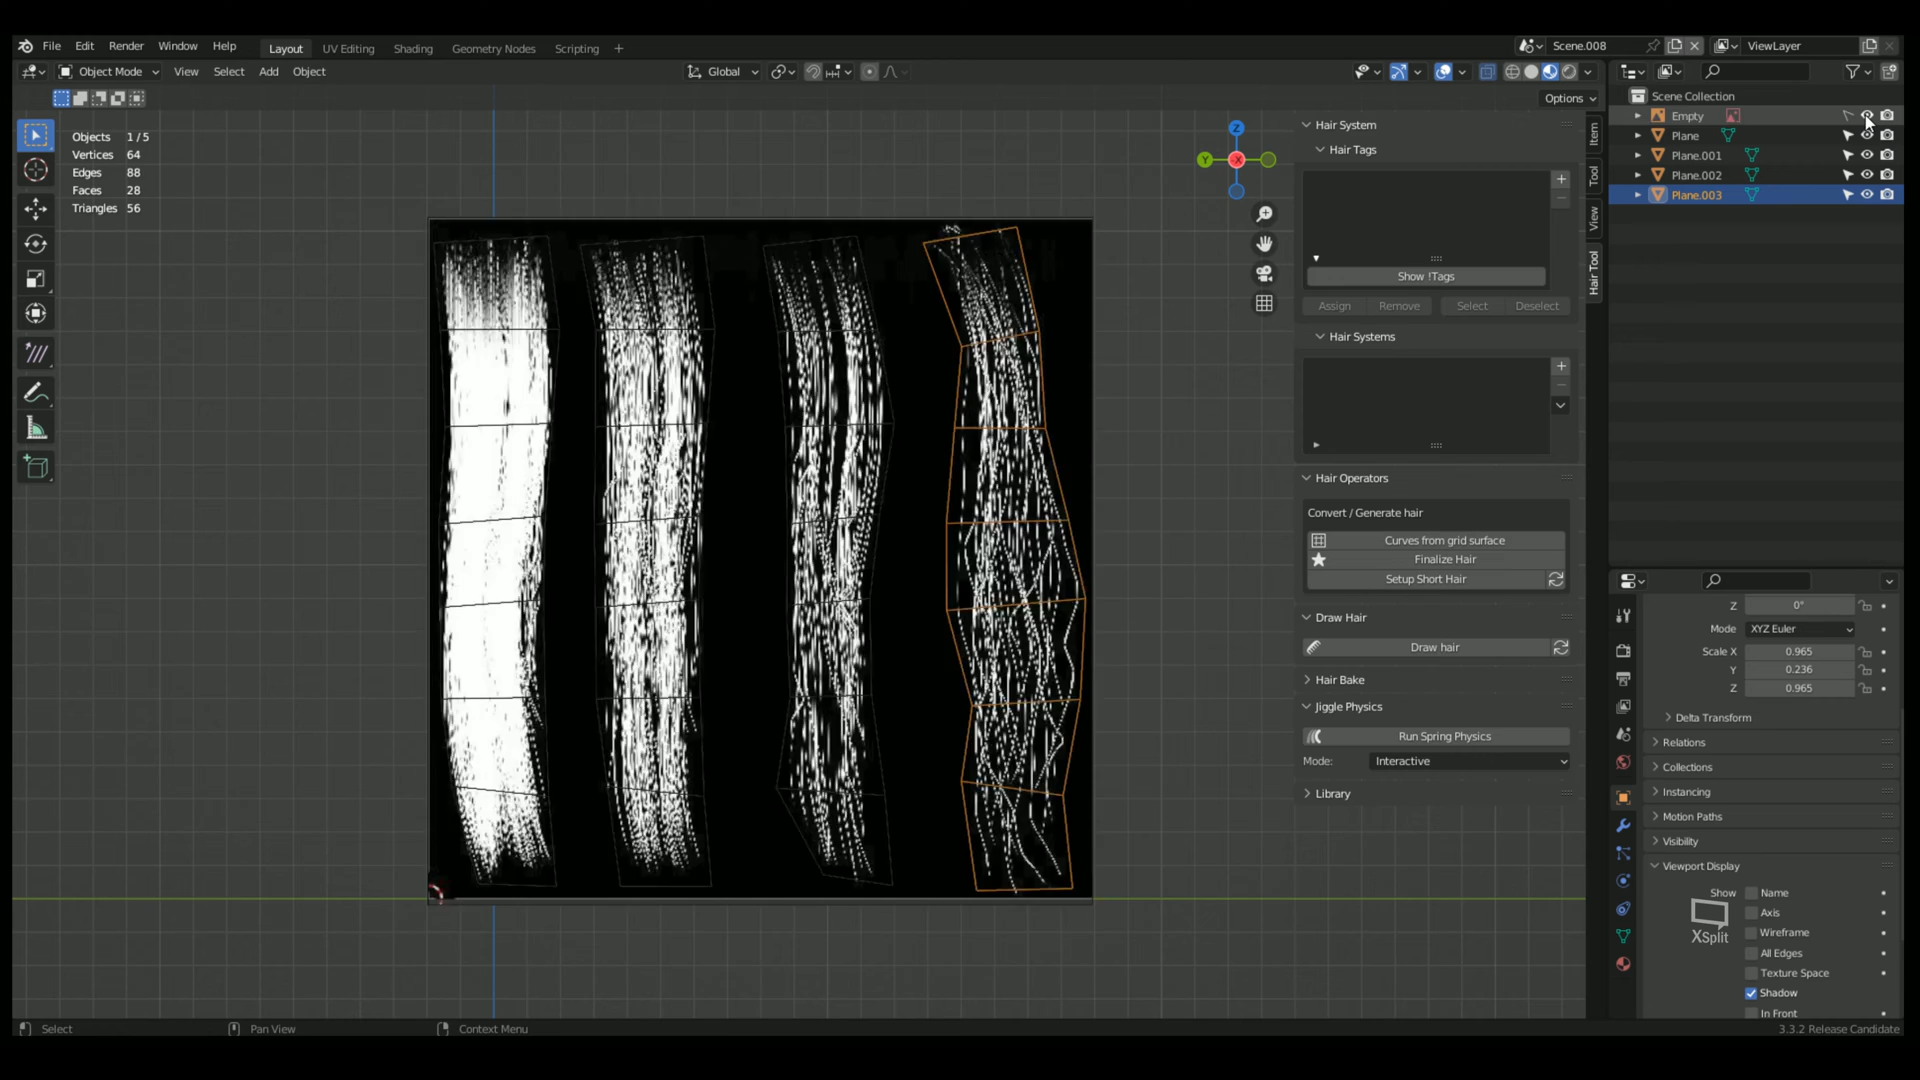 File Edit Render Window Help Layout UV Editing Shading Geometry Nodes Scripting + Scene.008 ViewLayer
Object Mode View Select Add Object Global
Options
Objects 1 / 5
Vertices 64
Edges 88
Faces 28
Triangles 56
Z
Y
X
Hair System
Hair Tags
Show !Tags
Assign Remove Select Deselect
Hair Systems
Hair Operators
Convert / Generate hair
Curves from grid surface
Finalize Hair
Setup Short Hair
Draw Hair
Draw hair
Hair Bake
Jiggle Physics
Run Spring Physics
Mode: Interactive
Library
Item
Tool
View
Hair Tool
Scene Collection
Empty
Plane
Plane.001
Plane.002
Plane.003
Z 0°
Mode XYZ Euler
Scale X 0.965
Y 0.236
Z 0.965
Delta Transform
Relations
Collections
Instancing
Motion Paths
Visibility
Viewport Display
Show Name
Axis
Wireframe
All Edges
Texture Space
Shadow
In Front
XSplit
Select Pan View Context Menu 3.3.2 Release Candidate